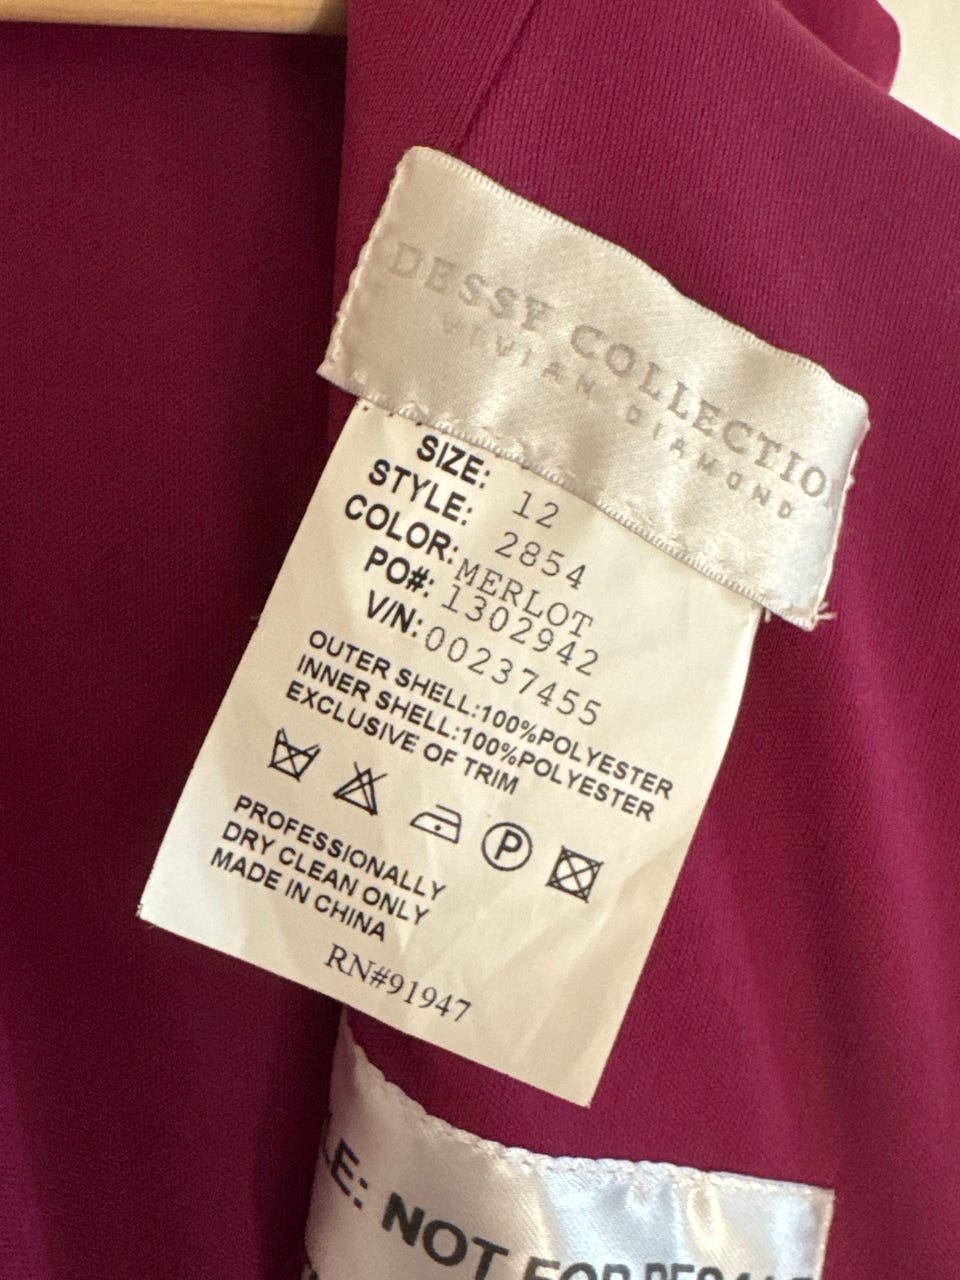 DESSY COLLECTION
VIVIAN DIAMOND
SIZE: 12
STYLE: 2854
COLOR: MERLOT
PO#: 1302942
V/N: 00237455
OUTER SHELL:100%POLYESTER
INNER SHELL:100%POLYESTER
EXCLUSIVE OF TRIM
P
PROFESSIONALLY
DRY CLEAN ONLY
MADE IN CHINA
RN#91947
LE: NOT FOR